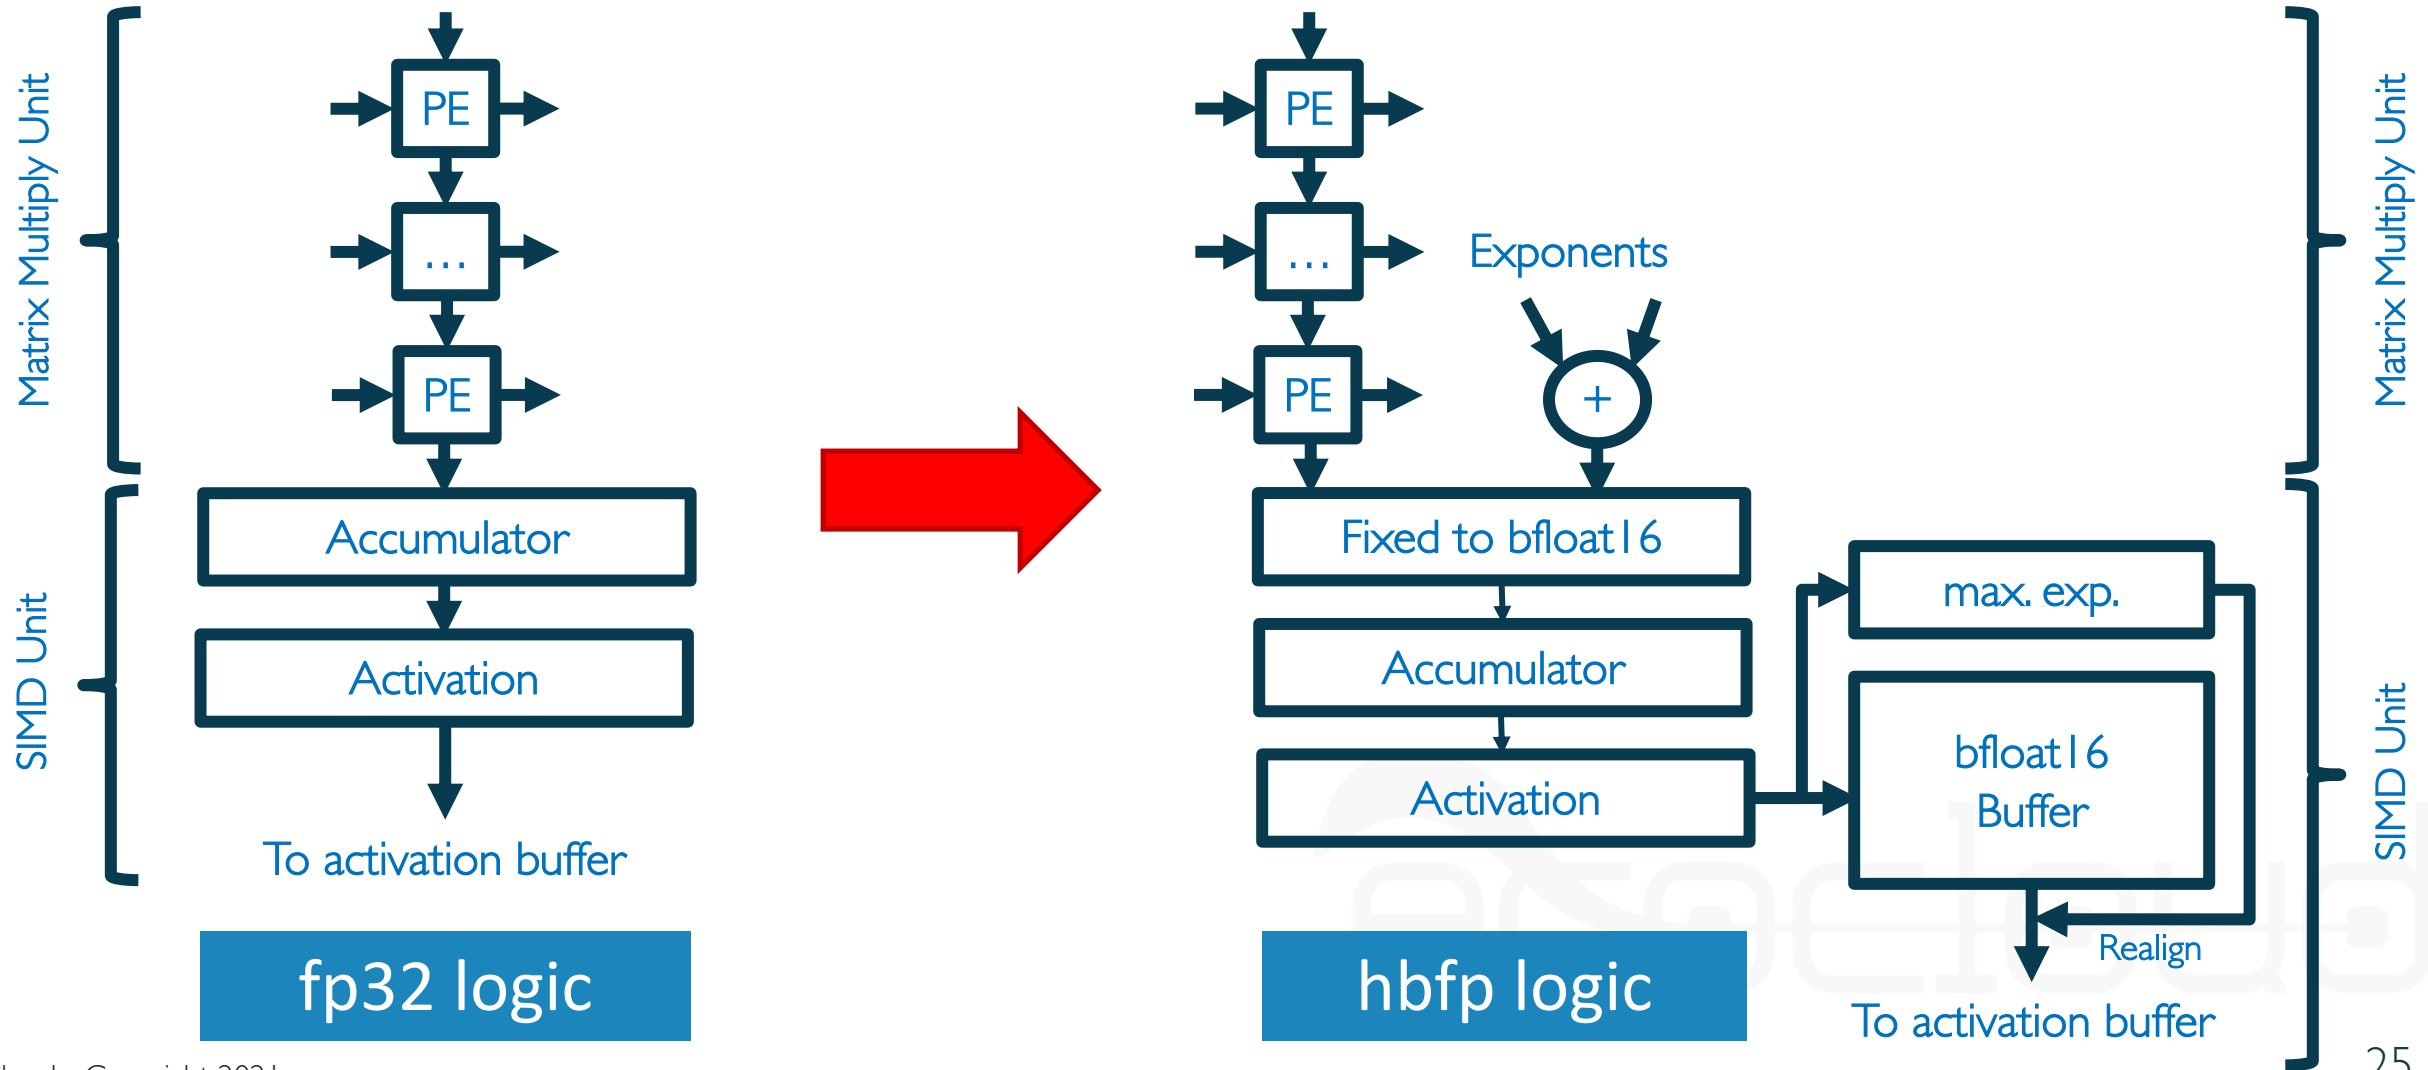 Matrix Multiply Unit
SIMD Unit
PE
...
PE
Accumulator
Activation
To activation buffer
fp32 logic
PE
...
PE
Exponents
+
Fixed to bfloat16
Accumulator
Activation
max. exp.
bfloat16
Buffer
Realign
To activation buffer
hbfp logic
Matrix Multiply Unit
SIMD Unit
ecocloud
25